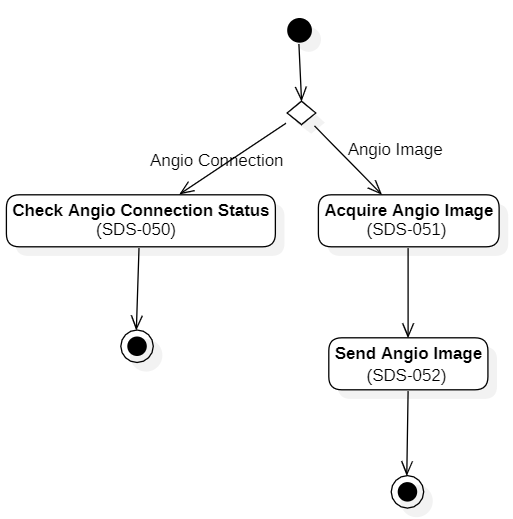 Angio Connection
Angio Image
Check Angio Connection Status
(SDS-050)
Acquire Angio Image
(SDS-051)
Send Angio Image
(SDS-052)